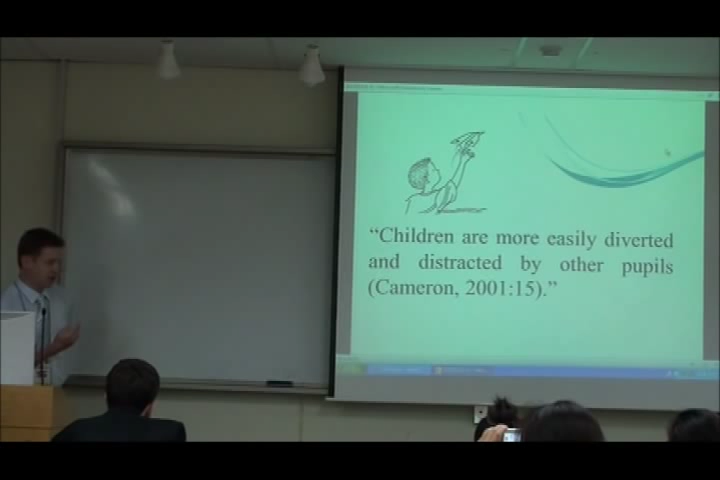 “Children are more easily diverted
and distracted by other pupils
(Cameron, 2001:15).”